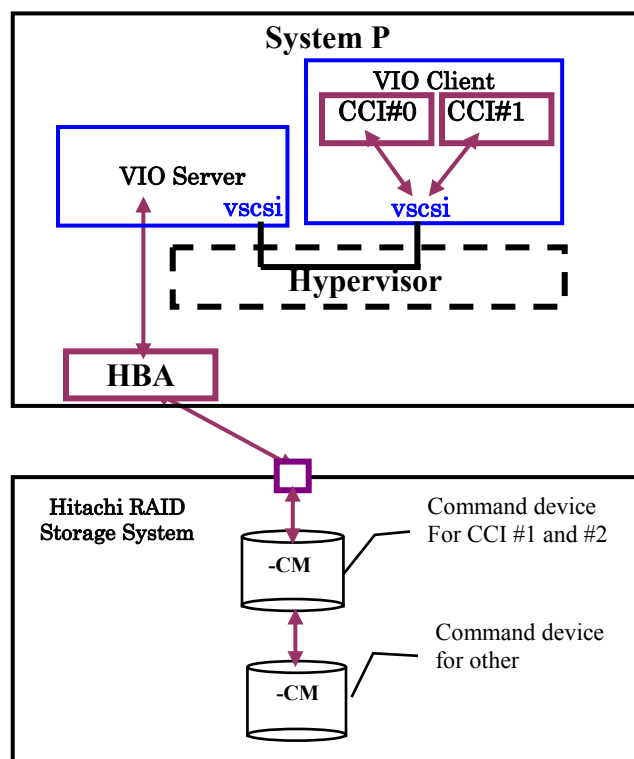 System P
VIO Client
CCI#0
CCI#1
VIO Server
vscsi
vscsi
Hypervisor
HBA
Hitachi RAID
Storage System
Command device
For CCI #1 and #2
-CM
Command device
for other
-CM